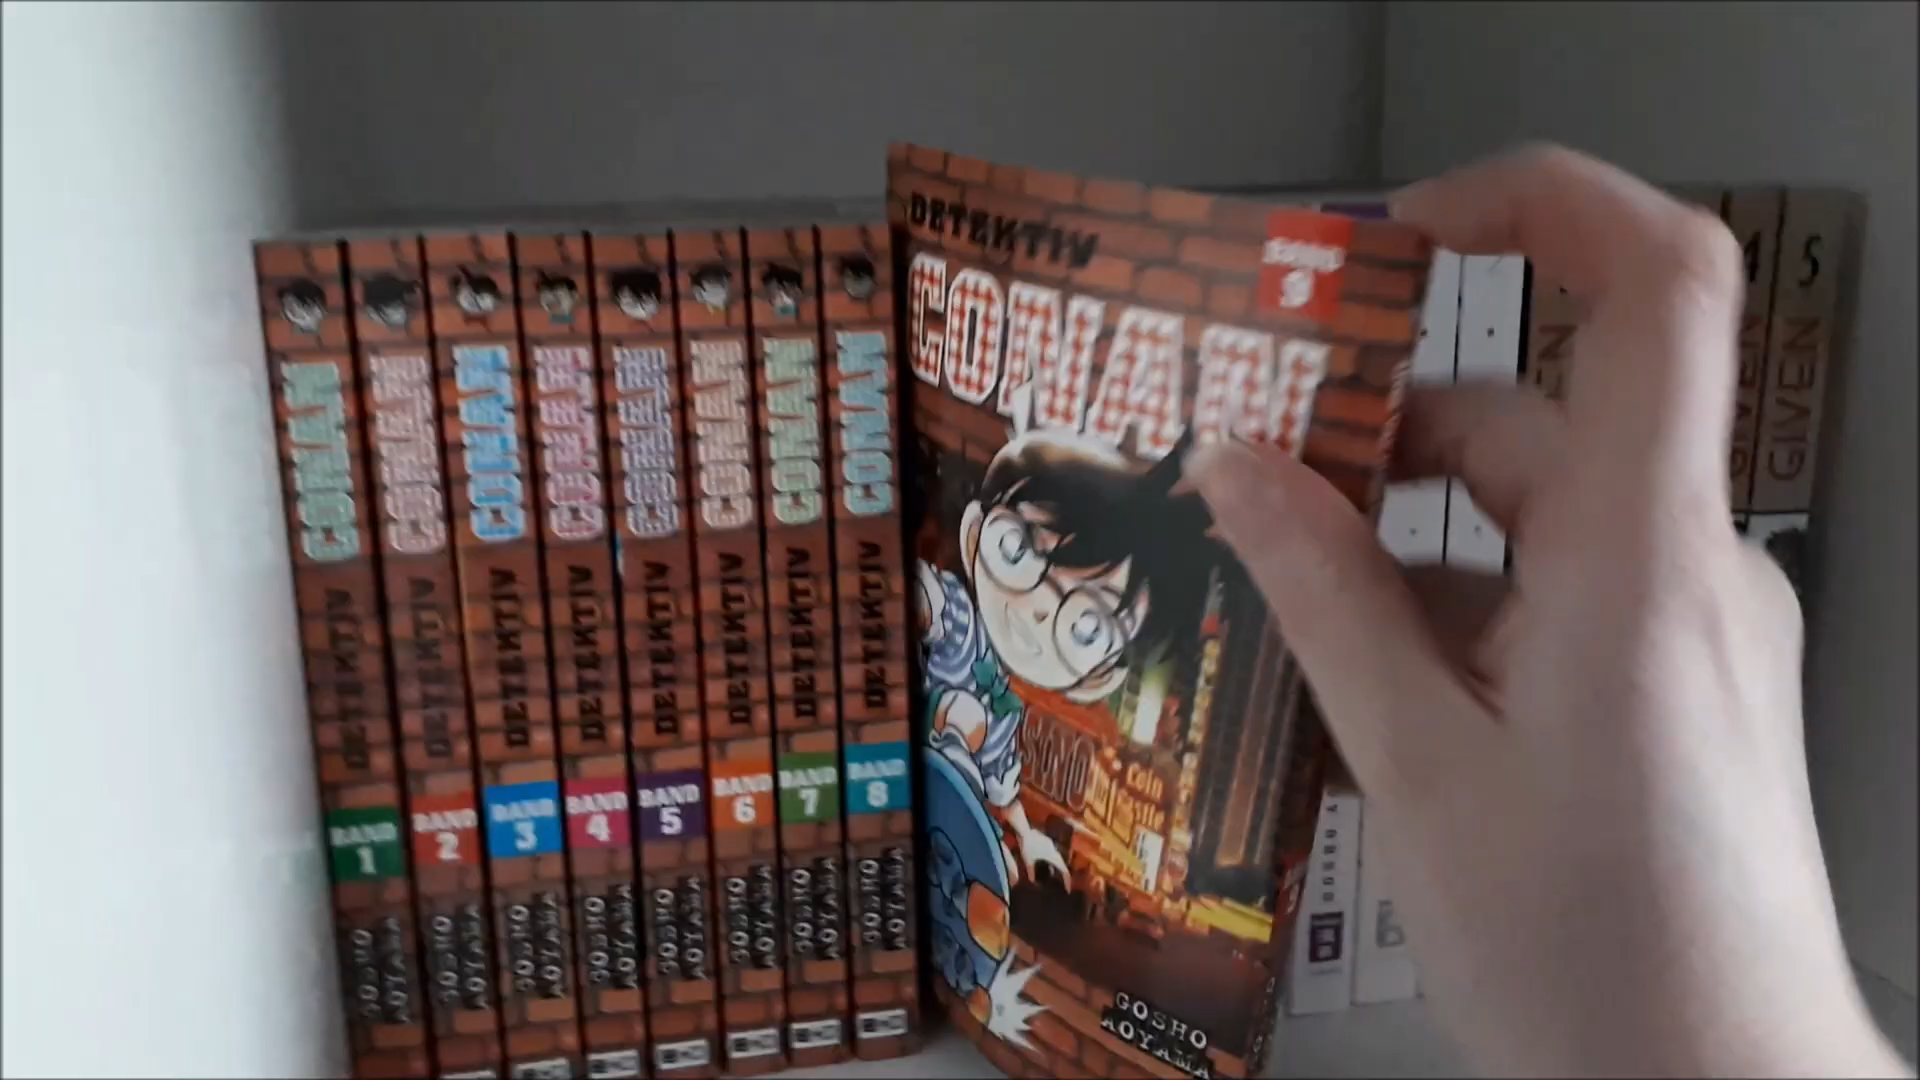 CONAN
DETEKTIV
BAND
1
GOSHO
AOYAMA
CONAN
DETEKTIV
BAND
2
GOSHO
AOYAMA
CONAN
DETEKTIV
BAND
3
GOSHO
AOYAMA
CONAN
DETEKTIV
BAND
4
GOSHO
AOYAMA
CONAN
DETEKTIV
BAND
5
GOSHO
AOYAMA
CONAN
DETEKTIV
BAND
6
GOSHO
AOYAMA
CONAN
DETEKTIV
BAND
7
GOSHO
AOYAMA
CONAN
DETEKTIV
BAND
8
GOSHO
AOYAMA
DETEKTIV
CONAN
BAND
9
Coin
GOSHO
AOYAMA
4
GIVEN
5
GIVEN